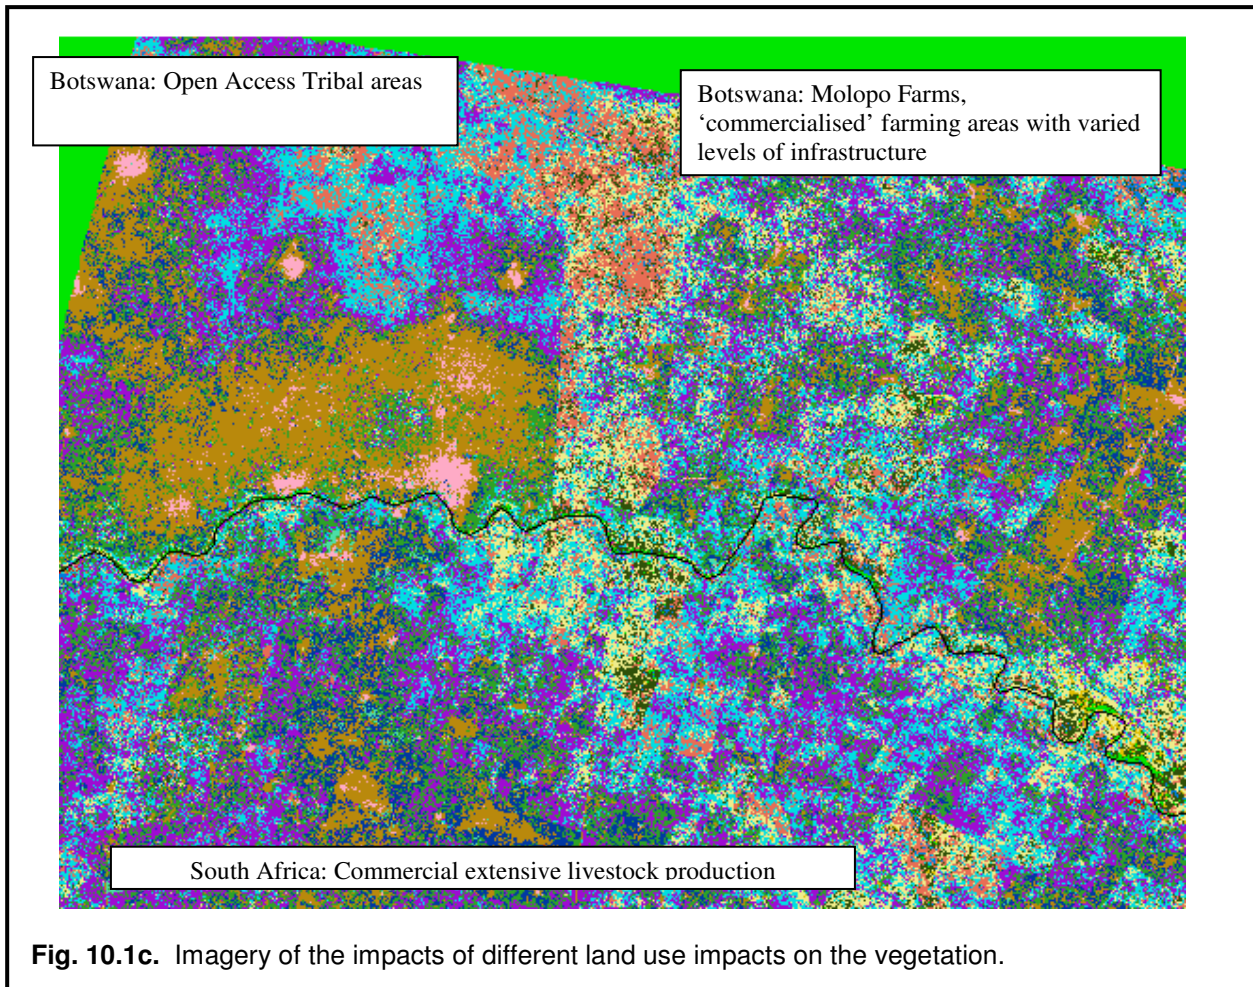 Botswana: Open Access Tribal areas
Botswana: Molopo Farms,
‘commercialised’ farming areas with varied
levels of infrastructure
South Africa: Commercial extensive livestock production
Fig. 10.1c. Imagery of the impacts of different land use impacts on the vegetation.